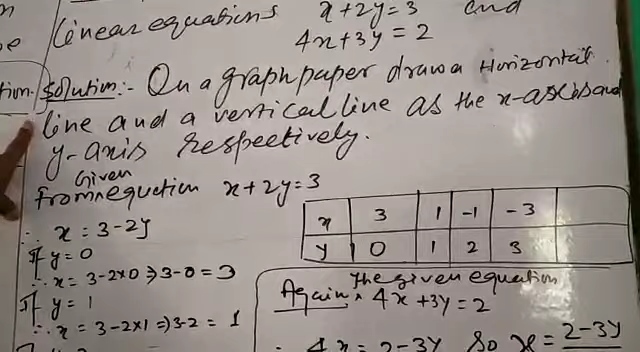 Linear equations x+2y=3 and
4x+3y=2
Solution:- On a graph paper draw a Horizontal
line and a vertical line as the x-axis and
y-axis respectively.
Given
From equction x+2y=3
∴ x = 3-2y
If y=0
∴ x = 3-2×0 ⇒ 3-0 = 3
If y = 1
∴ x = 3-2×1 ⇒ 3-2 = 1
x 3 1 -1 -3
y 0 1 2 3
The given equation
Again, 4x+3y=2
∴ 4x = 2-3y So x = 2-3y